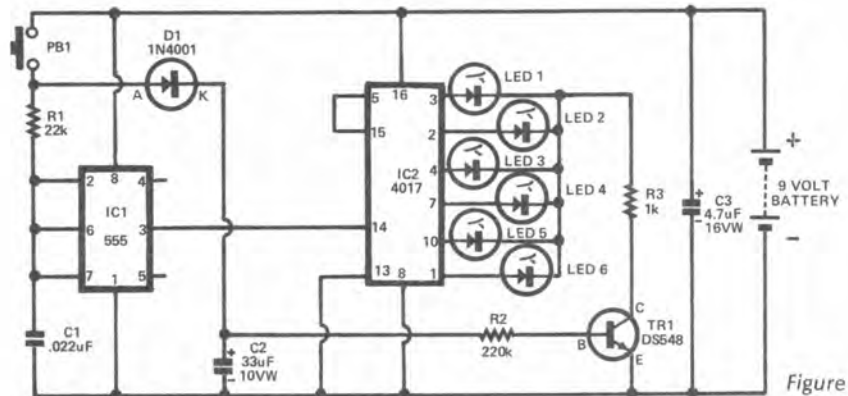 PB1
D1
1N4001
A
K
R1
22k
2
8
4
6
IC1
3
555
7
1
5
C1
.022uF
C2
+
33uF
−
10VW
5
16
3
15
2
IC2
4
4017
7
14
10
13
8
1
LED 1
LED 2
LED 3
LED 4
LED 5
LED 6
R2
220k
R3
1k
B
C
E
TR1
DS548
+
C3
4.7uF
−
16VW
+
9 VOLT
BATTERY
−
Figure